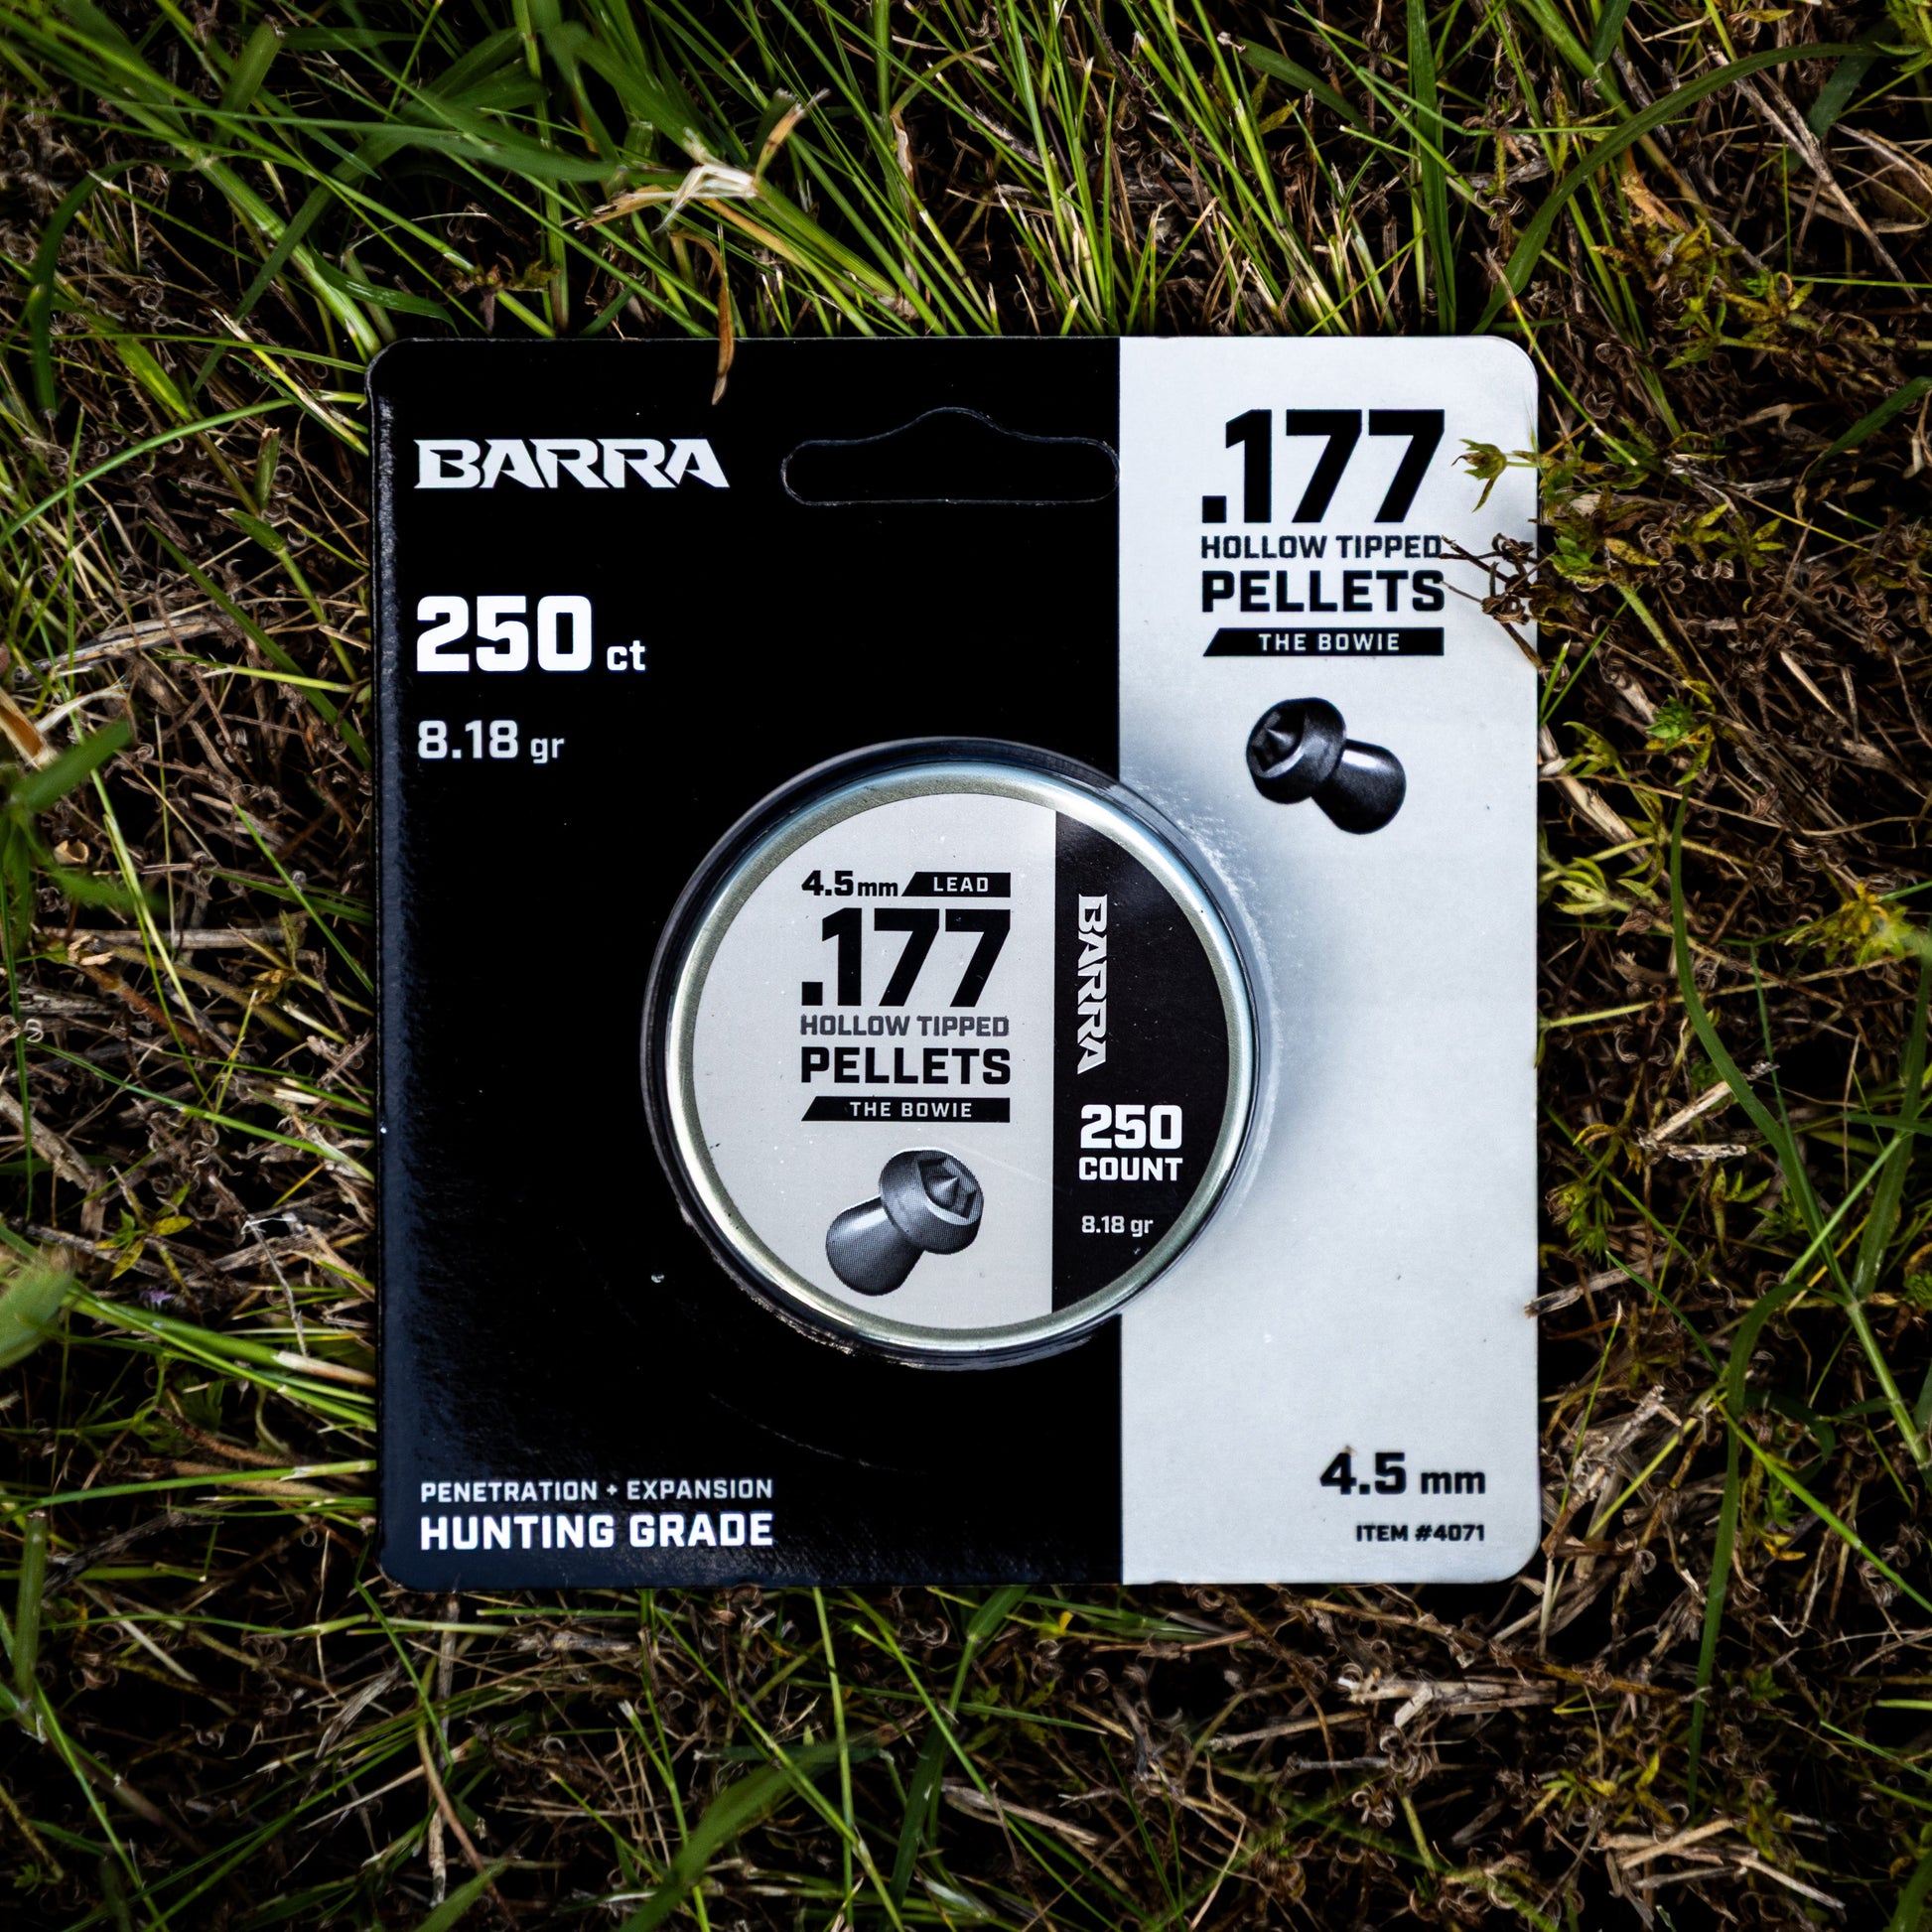 BARRA
250 ct
8.18 gr
.177
HOLLOW TIPPED
PELLETS
THE BOWIE
4.5mm LEAD
.177
HOLLOW TIPPED
PELLETS
THE BOWIE
BARRA
250
COUNT
8.18 gr
PENETRATION + EXPANSION
HUNTING GRADE
4.5 mm
ITEM #4071